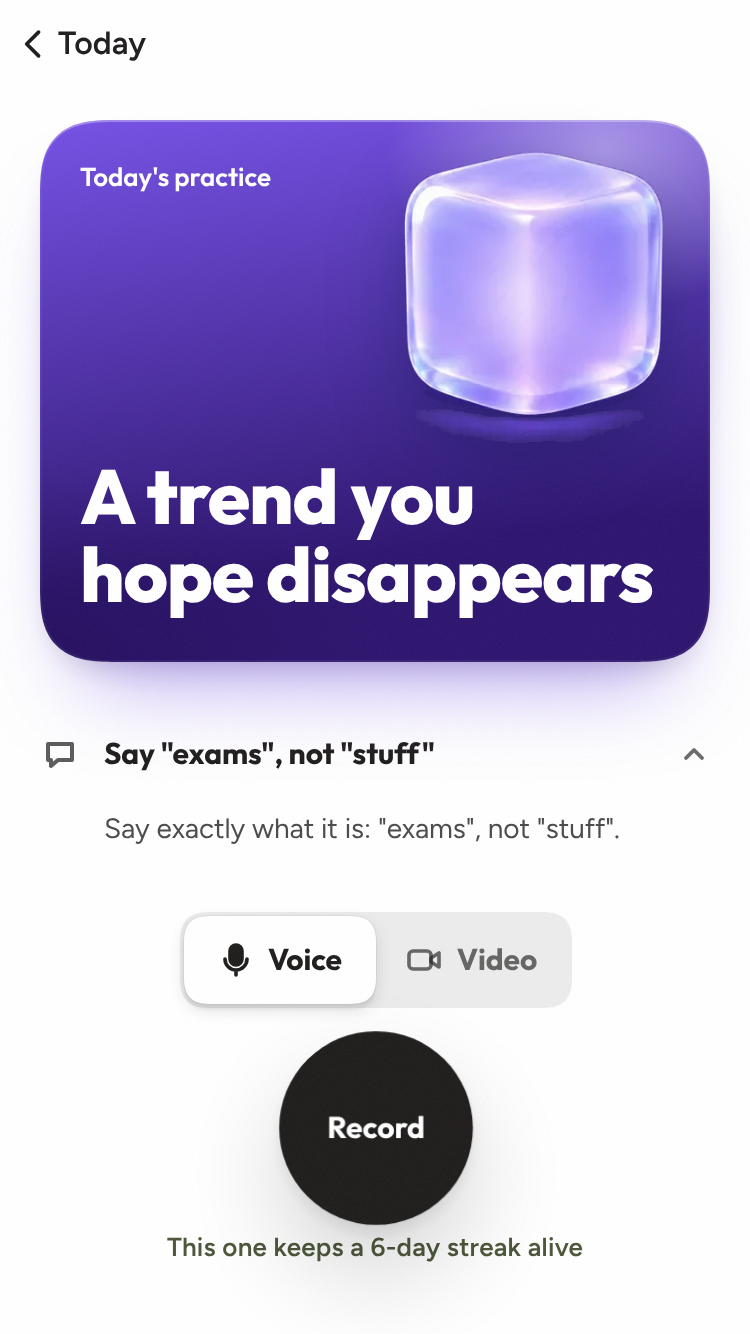 Today
Today's practice
A trend you
hope disappears
Say "exams", not "stuff"
Say exactly what it is: "exams", not "stuff".
Voice
Video
Record
This one keeps a 6-day streak alive